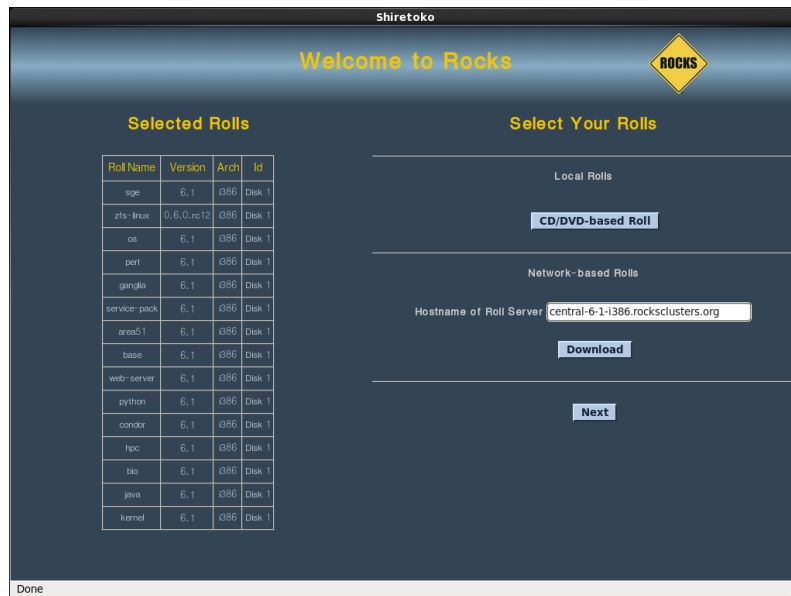 Shiretoko
Welcome to Rocks
ROCKS
Selected Rolls
Roll Name Version Arch Id
sge 6.1 i386 Disk 1
zfs-linux 0.6.0.rc12 i386 Disk 1
os 6.1 i386 Disk 1
perl 6.1 i386 Disk 1
ganglia 6.1 i386 Disk 1
service-pack 6.1 i386 Disk 1
area51 6.1 i386 Disk 1
base 6.1 i386 Disk 1
web-server 6.1 i386 Disk 1
python 6.1 i386 Disk 1
condor 6.1 i386 Disk 1
hpc 6.1 i386 Disk 1
bio 6.1 i386 Disk 1
java 6.1 i386 Disk 1
kernel 6.1 i386 Disk 1
Select Your Rolls
Local Rolls
CD/DVD-based Roll
Network-based Rolls
Hostname of Roll Server central-6-1-i386.rocksclusters.org
Download
Next
Done